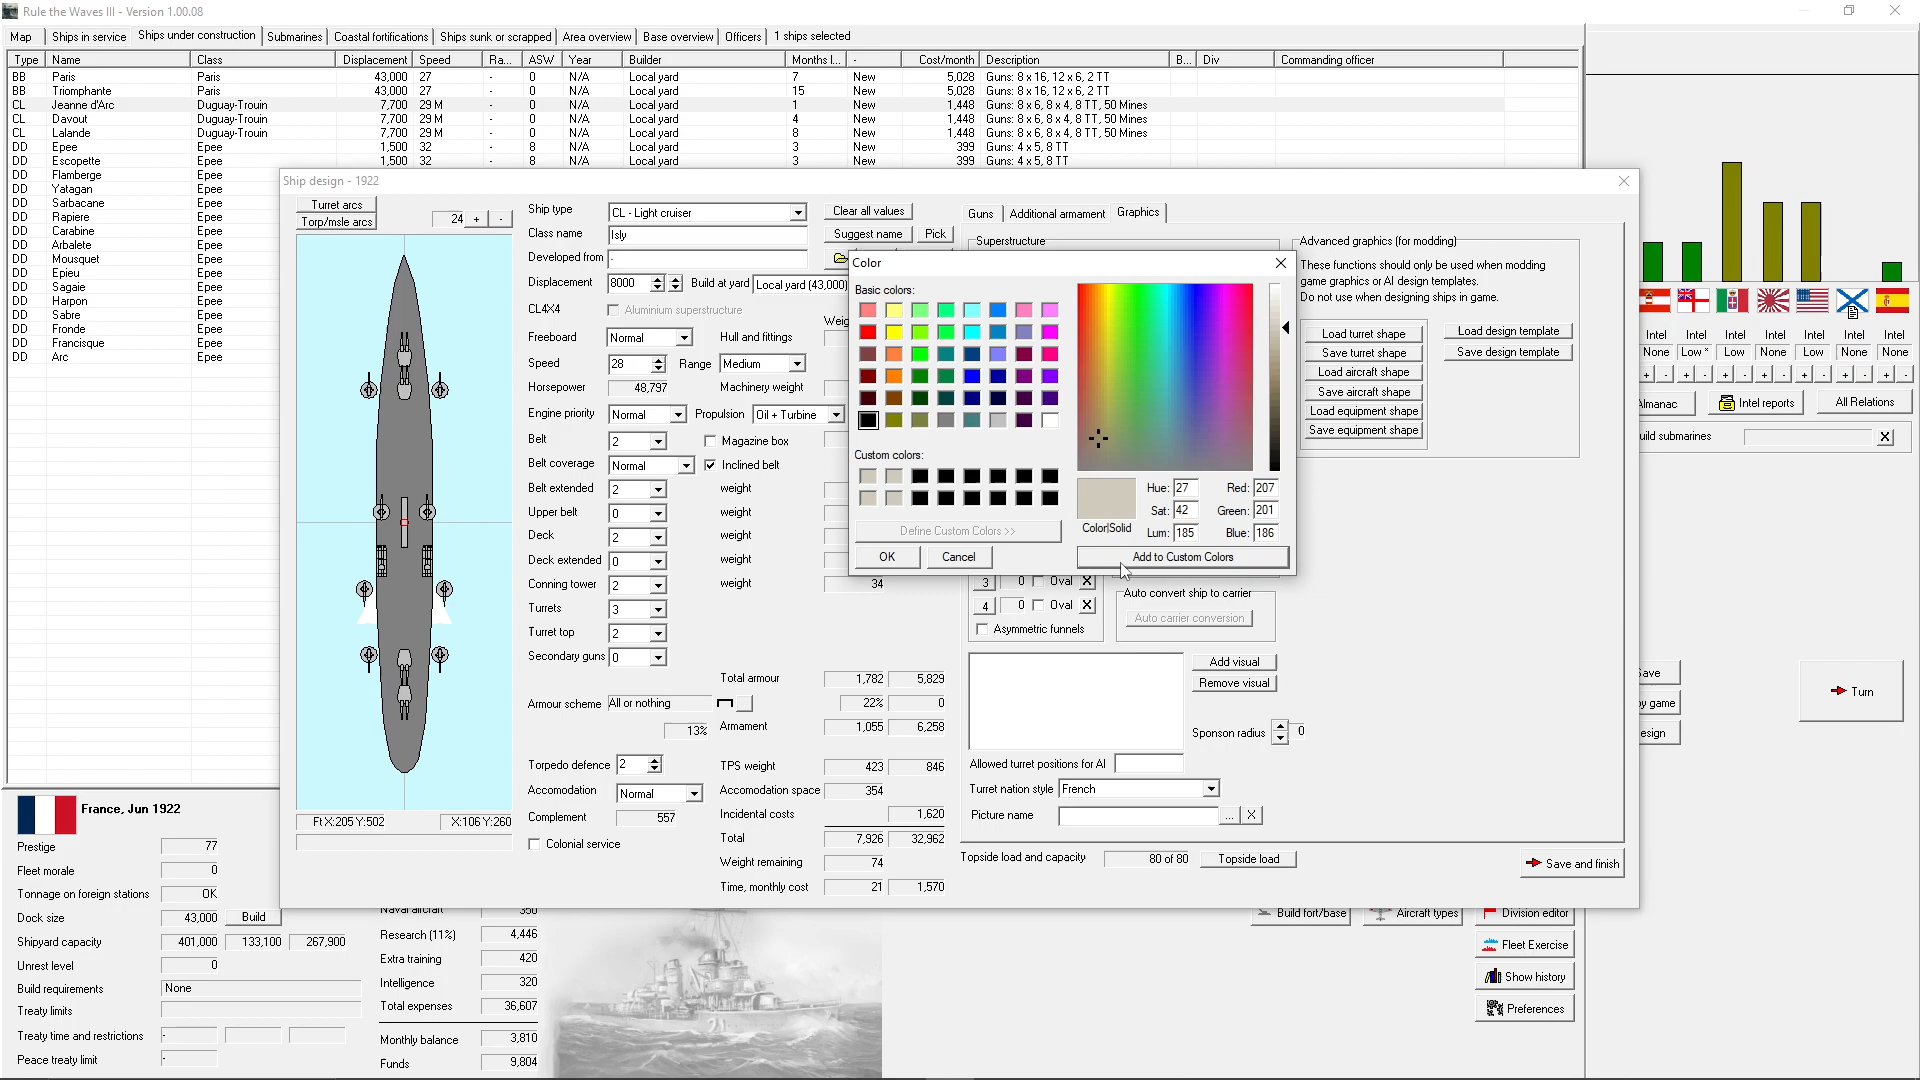 Rule the Waves III - Version 1.00.08
Map Ships in service Ships under construction Submarines Coastal fortifications Ships sunk or scrapped Area overview Base overview Officers 1 ships selected
Type Name Class Displacement Speed Ra... ASW Year Builder Months l... - Cost/month Description B... Div Commanding officer
BB Paris Paris 43,000 27 - 0 N/A Local yard 7 New 5,028 Guns: 8 x 16, 12 x 6, 2 TT
BB Triomphante Paris 43,000 27 - 0 N/A Local yard 15 New 5,028 Guns: 8 x 16, 12 x 6, 2 TT
CL Jeanne d'Arc Duguay-Trouin 7,700 29 M - 0 N/A Local yard 1 New 1,448 Guns: 8 x 6, 8 x 4, 8 TT, 50 Mines
CL Davout Duguay-Trouin 7,700 29 M - 0 N/A Local yard 4 New 1,448 Guns: 8 x 6, 8 x 4, 8 TT, 50 Mines
CL Lalande Duguay-Trouin 7,700 29 M - 0 N/A Local yard 8 New 1,448 Guns: 8 x 6, 8 x 4, 8 TT, 50 Mines
DD Epee Epee 1,500 32 - 8 N/A Local yard 3 New 399 Guns: 4 x 5, 8 TT
DD Escopette Epee 1,500 32 - 8 N/A Local yard 3 New 399 Guns: 4 x 5, 8 TT
DD Flamberge Epee
DD Yatagan Epee
DD Sarbacane Epee
DD Rapiere Epee
DD Carabine Epee
DD Arbalete Epee
DD Mousquet Epee
DD Epieu Epee
DD Sagaie Epee
DD Harpon Epee
DD Sabre Epee
DD Fronde Epee
DD Francisque Epee
DD Arc Epee
Ship design - 1922
Turret arcs
Torp/msle arcs
24 + -
Ft X:205 Y:502 X:106 Y:260
Ship type CL - Light cruiser Clear all values
Class name Isly Suggest name Pick
Developed from -
Displacement 8000 Build at yard Local yard (43,000)
CL4X4 Aluminium superstructure
Freeboard Normal Hull and fittings
Speed 28 Range Medium
Horsepower 48,797 Machinery weight
Engine priority Normal Propulsion Oil + Turbine
Belt 2 Magazine box
Belt coverage Normal Inclined belt
Belt extended 2 weight
Upper belt 0 weight
Deck 2 weight
Deck extended 0 weight
Conning tower 2 weight 34
Turrets 3
Turret top 2
Secondary guns 0
Total armour 1,782 5,829
Armour scheme All or nothing 22% 0
13% Armament 1,055 6,258
Torpedo defence 2 TPS weight 423 846
Accomodation Normal Accomodation space 354
Complement 557 Incidental costs 1,620
Colonial service Total 7,926 32,962
Weight remaining 74
Time, monthly cost 21 1,570
Guns Additional armament Graphics
Superstructure
Color
Basic colors:
Custom colors:
Define Custom Colors >>
OK Cancel
Color|Solid
Hue: 27 Red: 207
Sat: 42 Green: 201
Lum: 185 Blue: 186
Add to Custom Colors
3 0 Oval X
4 0 Oval X
Asymmetric funnels
Auto convert ship to carrier
Auto carrier conversion
Add visual
Remove visual
Sponson radius 0
Allowed turret positions for AI
Turret nation style French
Picture name ... X
Topside load and capacity 80 of 80 Topside load
Save and finish
Advanced graphics (for modding)
These functions should only be used when modding
game graphics or AI design templates.
Do not use when designing ships in game.
Load turret shape
Save turret shape
Load aircraft shape
Save aircraft shape
Load equipment shape
Save equipment shape
Load design template
Save design template
Intel Intel Intel Intel Intel Intel Intel
None Low * Low None Low None None
+ - + - + - + - + - + - + -
Almanac Intel reports All Relations
uild submarines X
ave
by game
esign
Turn
France, Jun 1922
Prestige 77
Fleet morale 0
Tonnage on foreign stations OK
Dock size 43,000 Build
Shipyard capacity 401,000 133,100 267,900
Unrest level 0
Build requirements None
Treaty limits
Treaty time and restrictions -
Peace treaty limit -
Naval aircraft 350
Research (11%) 4,446
Extra training 420
Intelligence 320
Total expenses 36,607
Monthly balance 3,810
Funds 9,804
Build fort/base Aircraft types Division editor
Fleet Exercise
Show history
Preferences